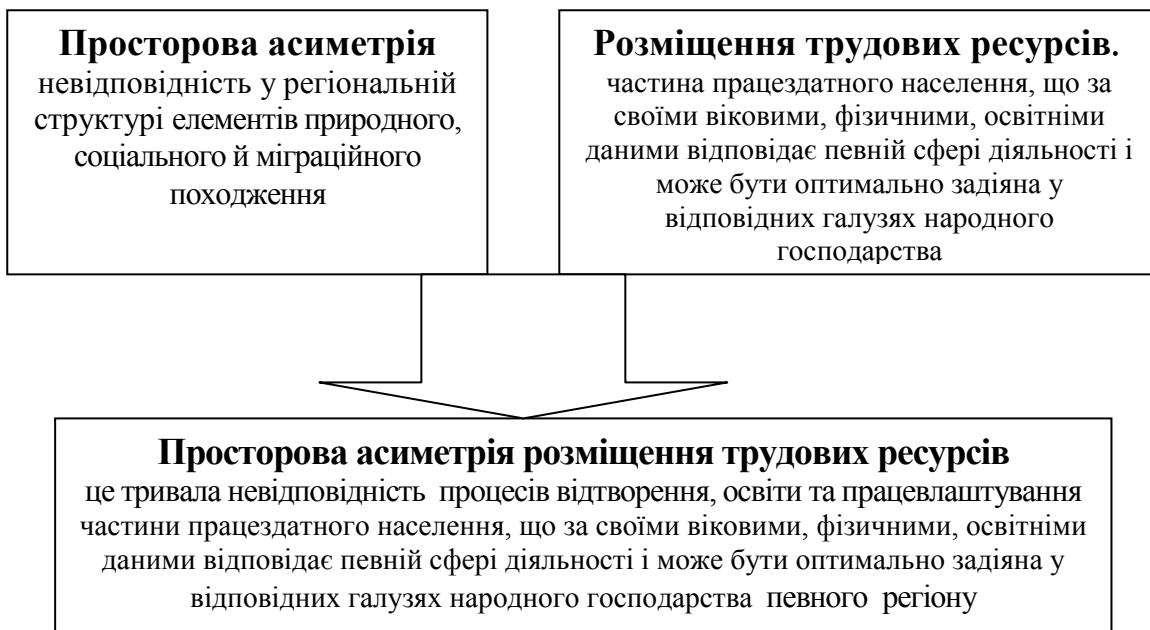 Просторова асиметрія
невідповідність у регіональній
структурі елементів природного,
соціального й міграційного
походження
Розміщення трудових ресурсів.
частина працездатного населення, що за
своїми віковими, фізичними, освітніми
даними відповідає певній сфері діяльності і
може бути оптимально задіяна у
відповідних галузях народного
господарства
Просторова асиметрія розміщення трудових ресурсів
це тривала невідповідність процесів відтворення, освіти та працевлаштування
частини працездатного населення, що за своїми віковими, фізичними, освітніми
даними відповідає певній сфері діяльності і може бути оптимально задіяна у
відповідних галузях народного господарства певного регіону